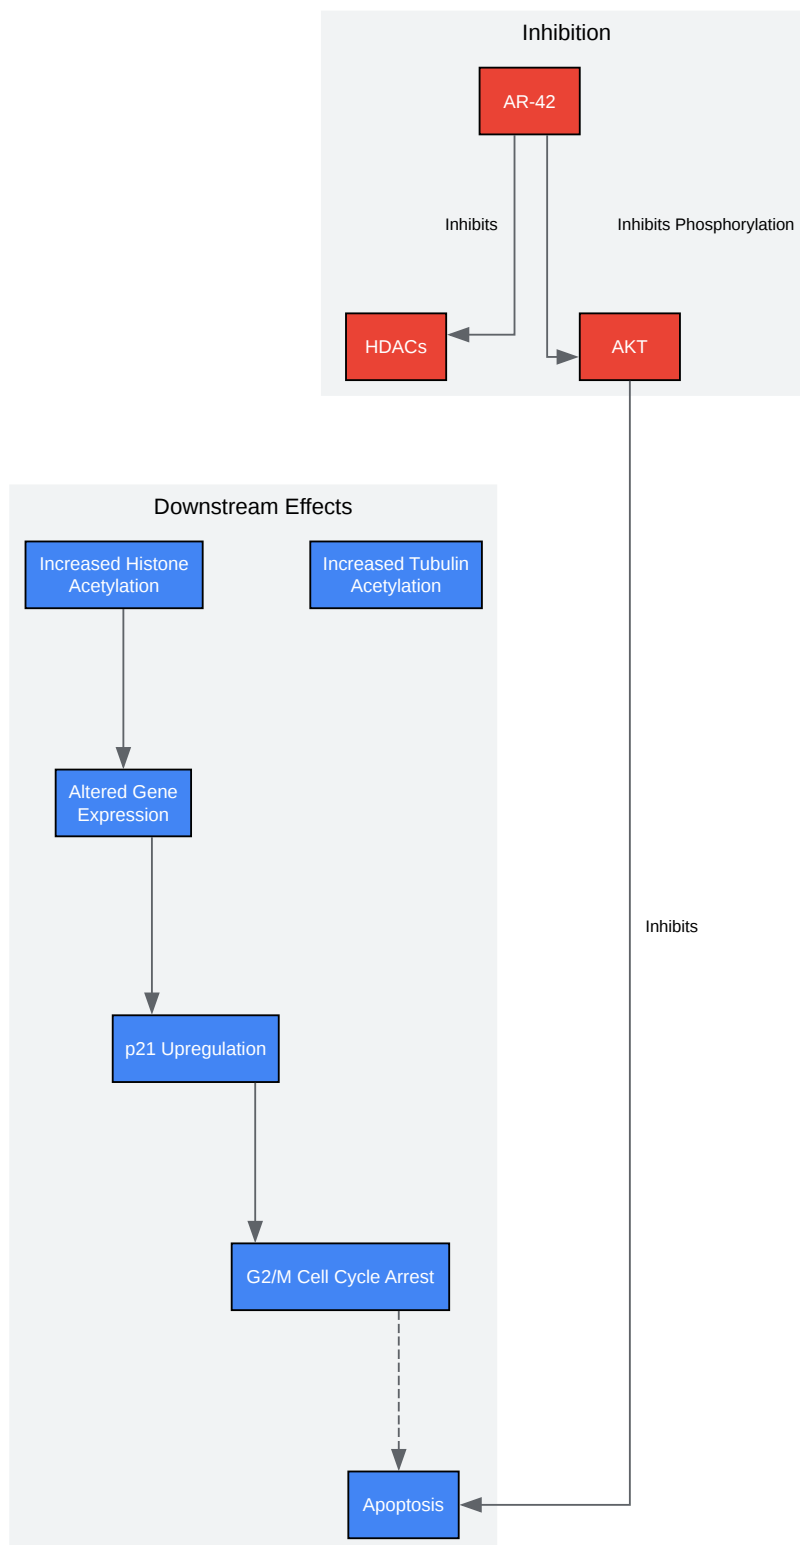 Inhibition
AR-42
Inhibits
Inhibits Phosphorylation
HDACs
AKT
Downstream Effects
Increased Histone
Acetylation
Increased Tubulin
Acetylation
Altered Gene
Expression
Inhibits
p21 Upregulation
G2/M Cell Cycle Arrest
Apoptosis